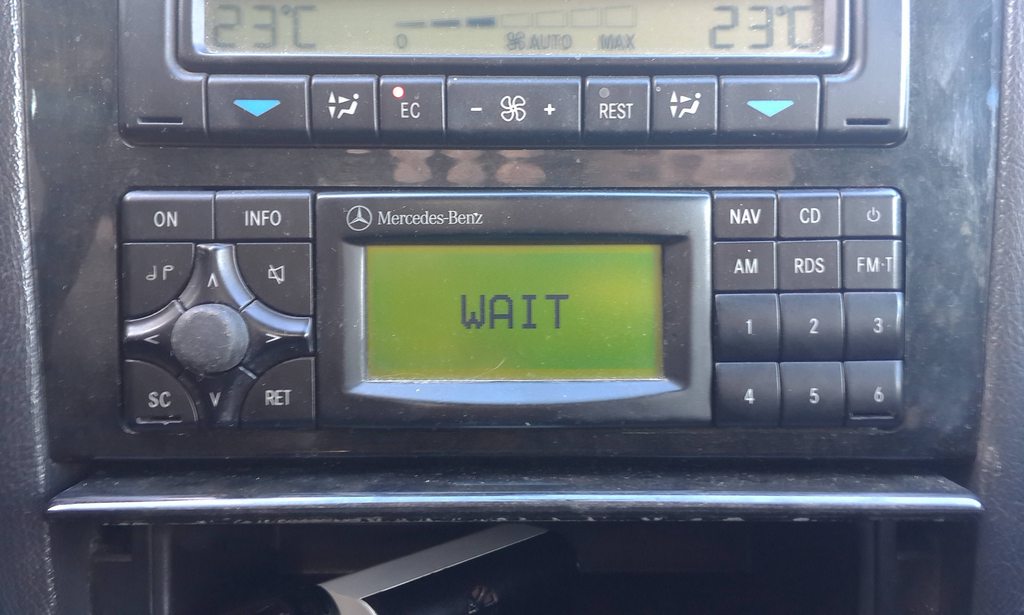 23°C 23°C
0 AUTO MAX
EC - + REST
ON INFO
Mercedes-Benz
NAV CD
AM RDS FM·T
WAIT
1 2 3
SC RET
4 5 6